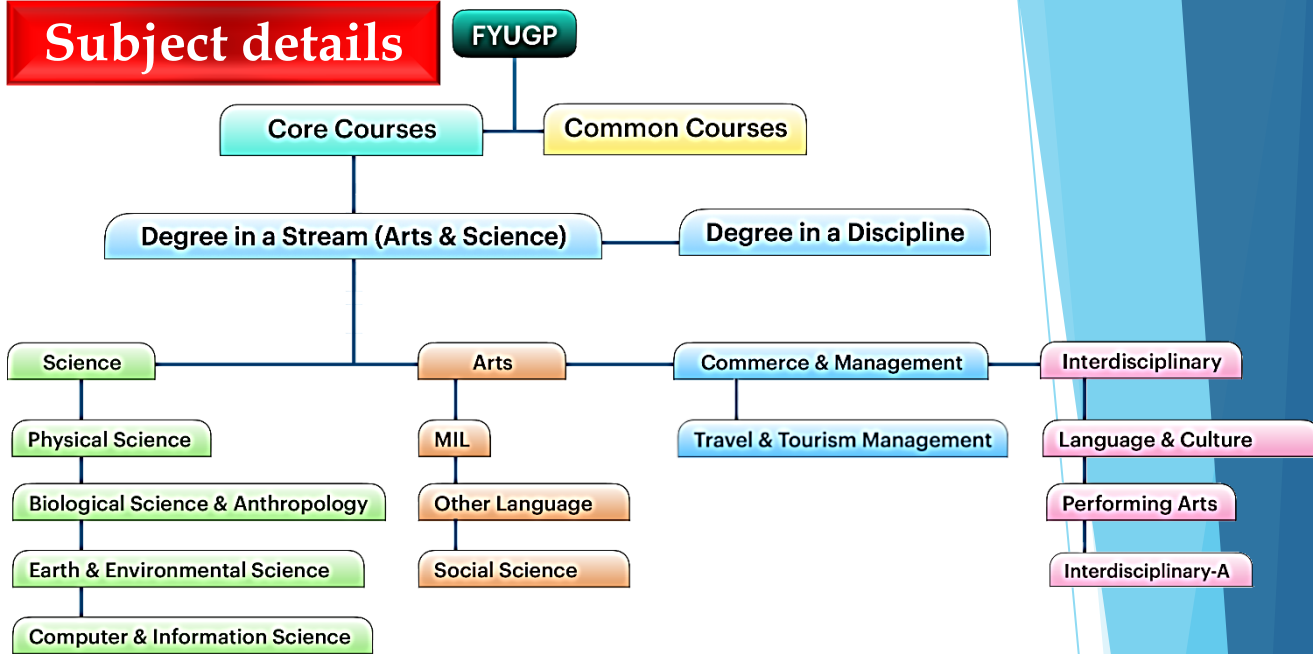 Subject details
FYUGP
Core Courses
Common Courses
Degree in a Stream (Arts & Science)
Degree in a Discipline
Science
Arts
Commerce & Management
Interdisciplinary
Physical Science
MIL
Travel & Tourism Management
Language & Culture
Biological Science & Anthropology
Other Language
Performing Arts
Earth & Environmental Science
Social Science
Interdisciplinary-A
Computer & Information Science